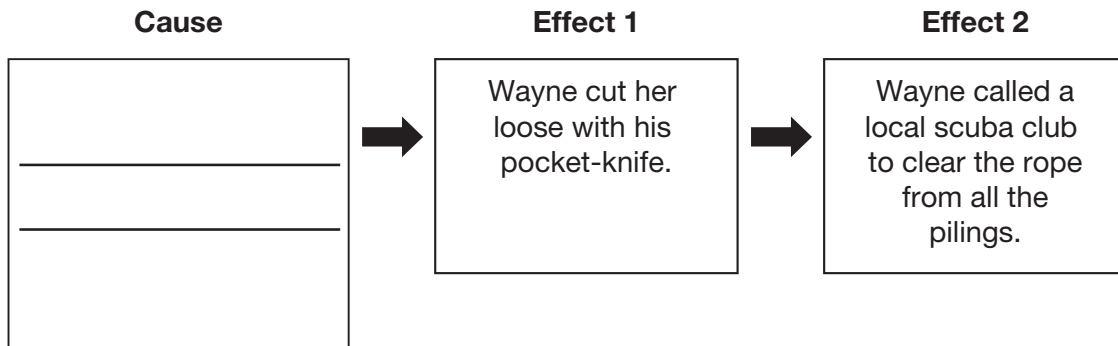 Cause
Effect 1
Effect 2
Wayne cut her
loose with his
pocket-knife.
Wayne called a
local scuba club
to clear the rope
from all the
pilings.